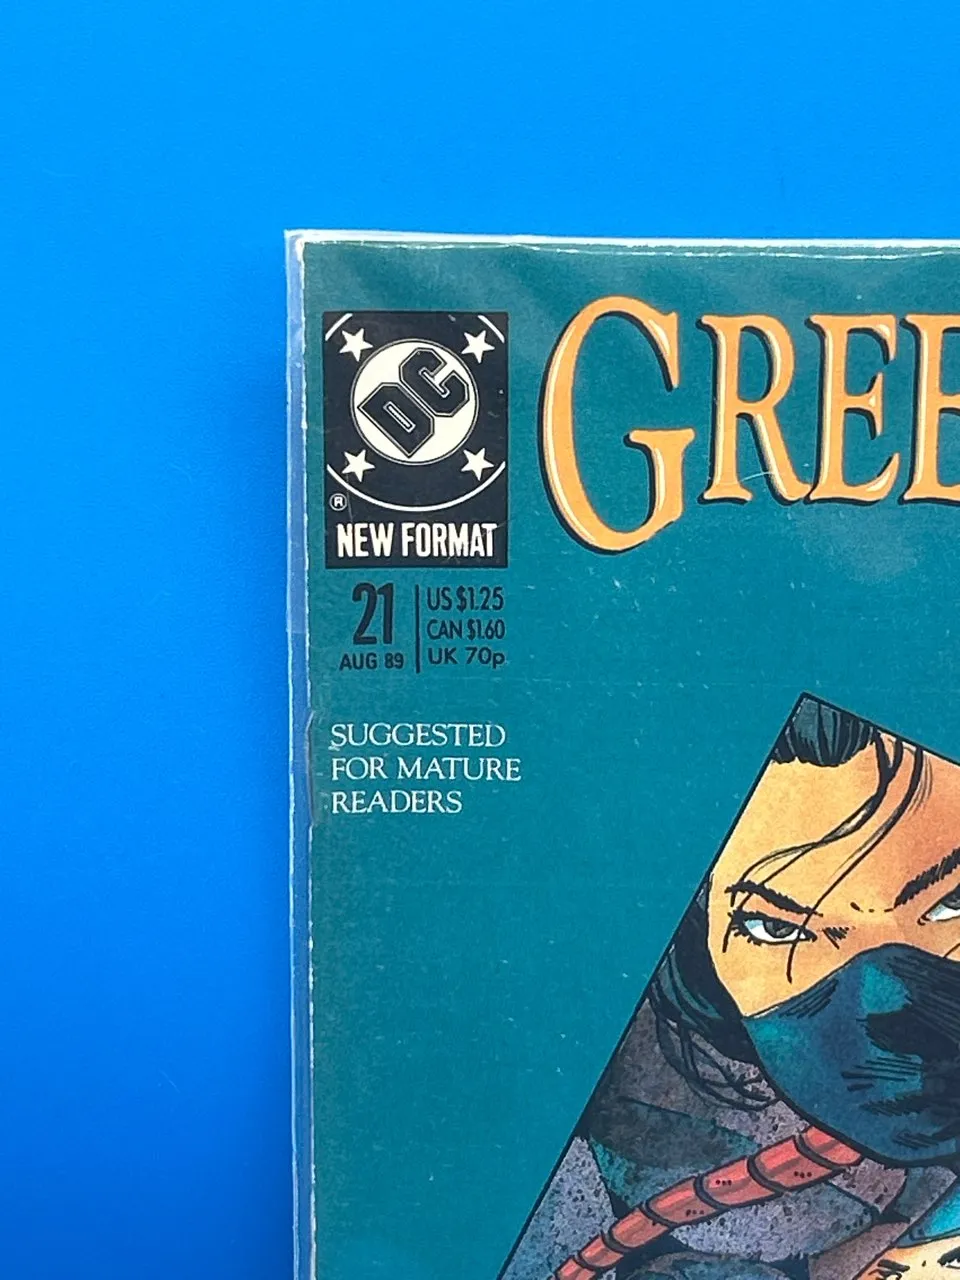 DC
®
NEW FORMAT
GREE
21
AUG 89
US $1.25
CAN $1.60
UK 70p
SUGGESTED
FOR MATURE
READERS